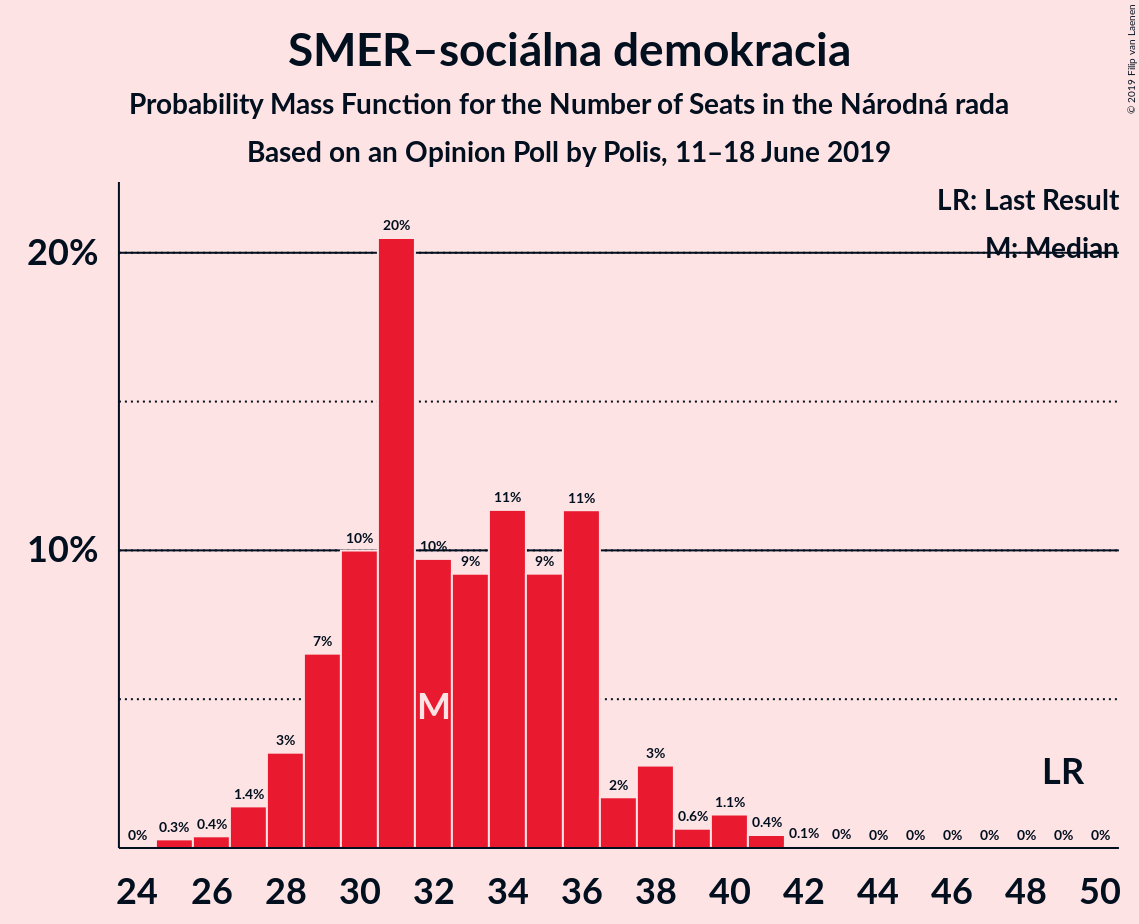 SMER–sociálna demokracia
Probability Mass Function for the Number of Seats in the Národná rada
Based on an Opinion Poll by Polis, 11–18 June 2019
© 2019 Filip van Laenen
LR: Last Result
M: Median
20%
10%
0% 0.3% 0.4% 1.4% 3% 7% 10% 20% 10% 9% 11% 9% 11% 2% 3% 0.6% 1.1% 0.4% 0.1% 0% 0% 0% 0% 0% 0% 0% 0%
M
LR
24 26 28 30 32 34 36 38 40 42 44 46 48 50